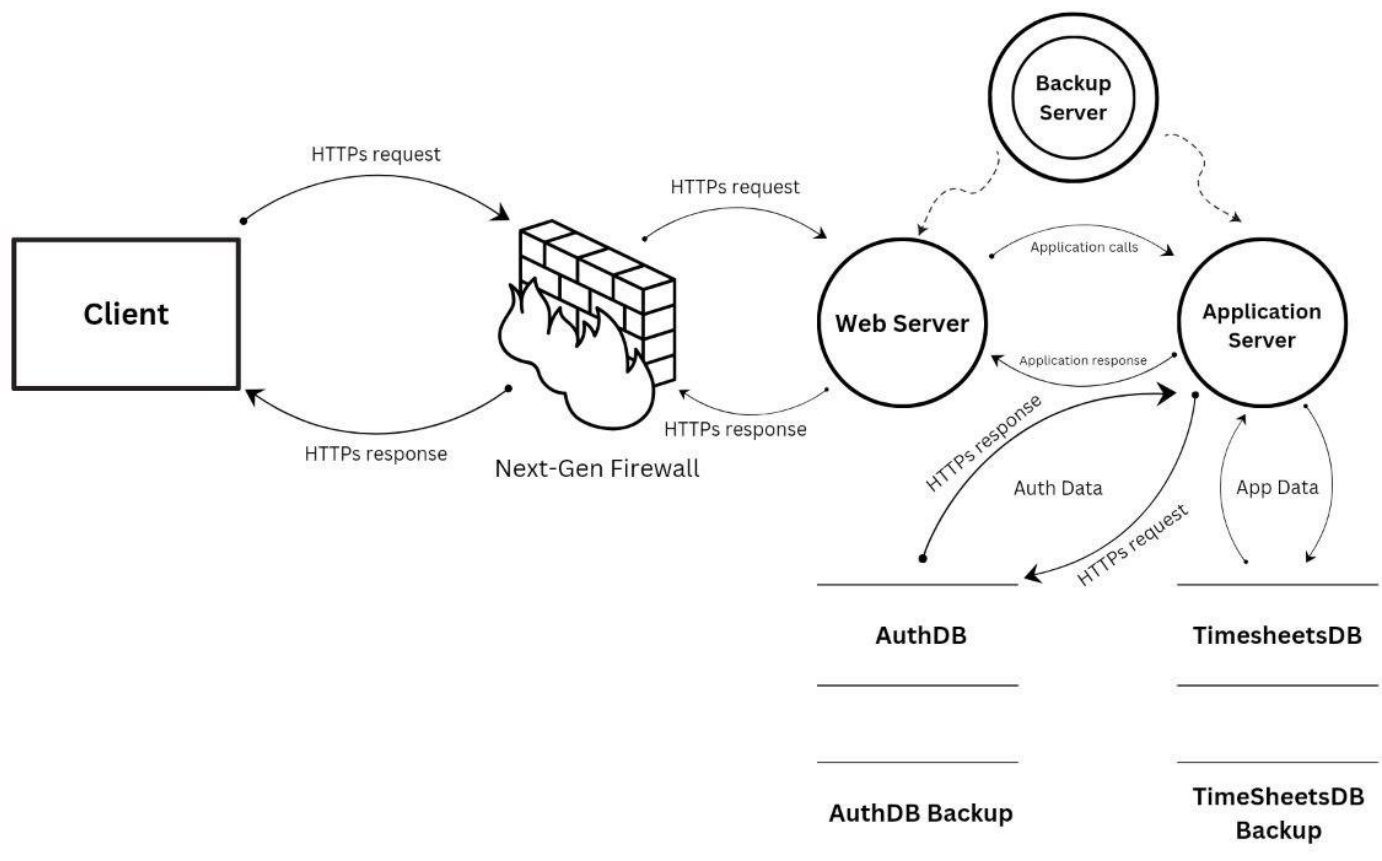 Backup
Server
HTTPs request
HTTPs request
Application calls
Client
Web Server
Application
Server
Application response
HTTPs response
HTTPs response
Next-Gen Firewall
HTTPs response
Auth Data
HTTPs request
App Data
AuthDB
TimesheetsDB
AuthDB Backup
TimeSheetsDB
Backup